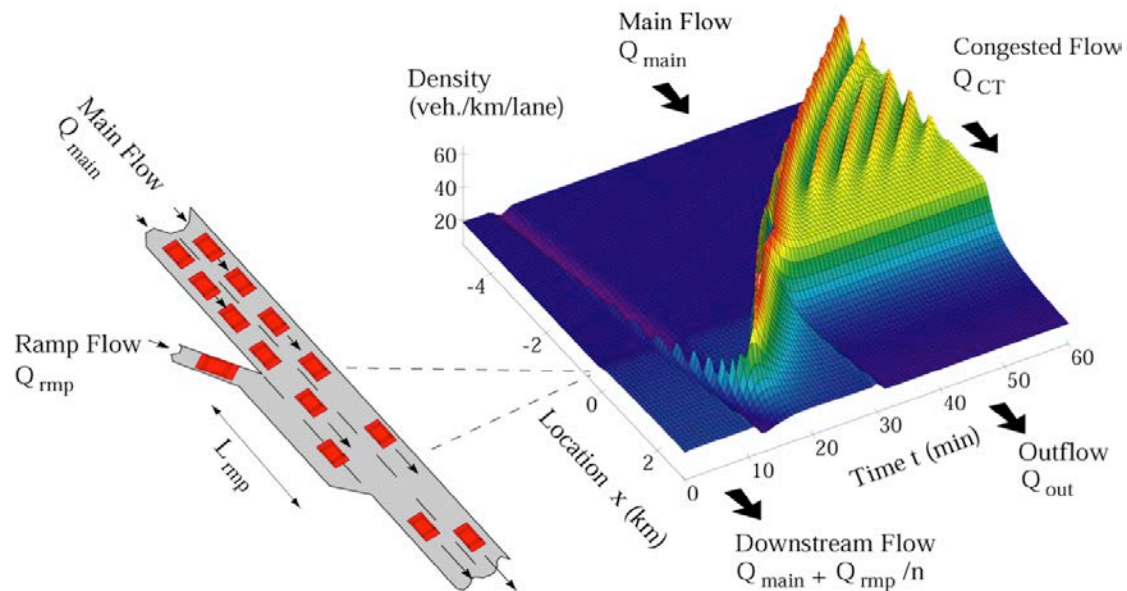 Main Flow
Q main
Ramp Flow
Q rmp
L rmp
Density
(veh./km/lane)
60
40
20
Main Flow
Q main
Congested Flow
Q CT
-4
-2
0
2
Location x (km)
0
10
20
30
40
50
60
Time t (min)
Outflow
Q out
Downstream Flow
Q main + Q rmp /n